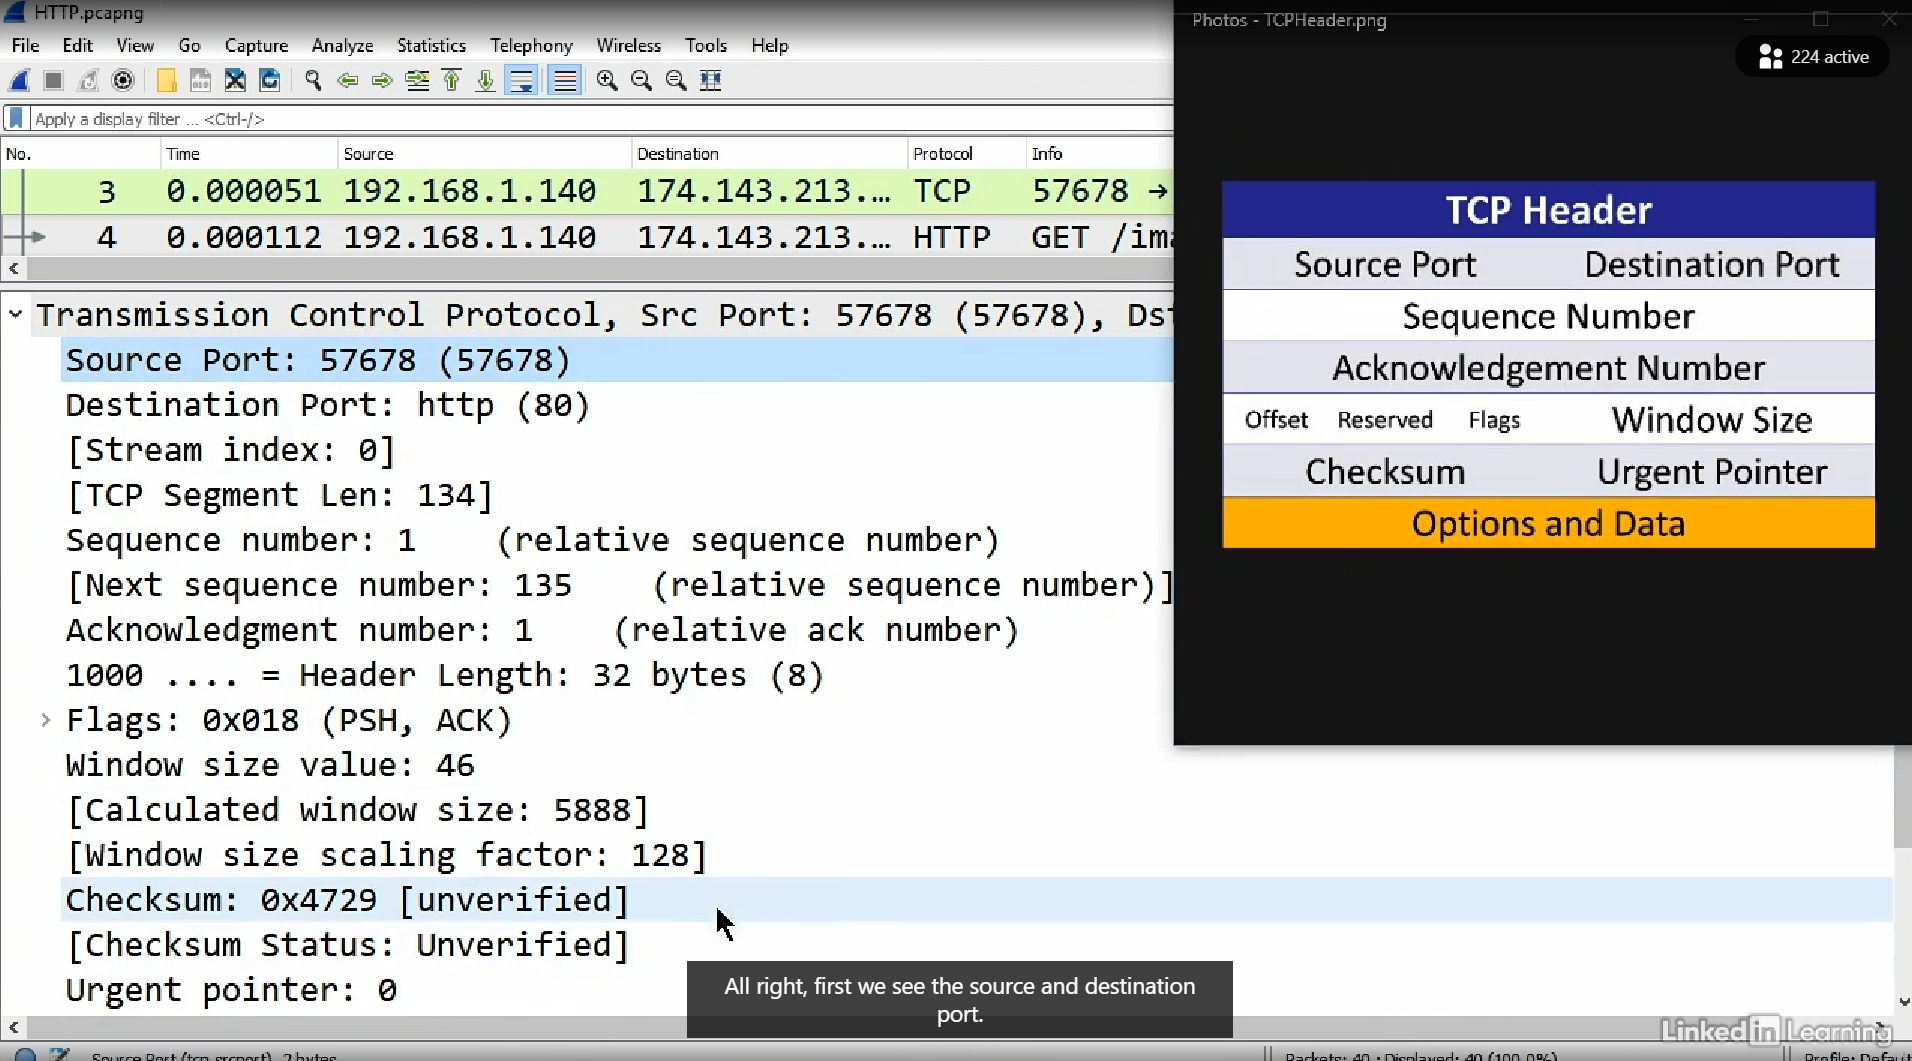 HTTP.pcapng
File Edit View Go Capture Analyze Statistics Telephony Wireless Tools Help
Apply a display filter ... <Ctrl-/>
No. Time Source Destination Protocol Info
3 0.000051 192.168.1.140 174.143.213.… TCP 57678 →
4 0.000112 192.168.1.140 174.143.213.… HTTP GET /ima
Transmission Control Protocol, Src Port: 57678 (57678), Dst
Source Port: 57678 (57678)
Destination Port: http (80)
[Stream index: 0]
[TCP Segment Len: 134]
Sequence number: 1 (relative sequence number)
[Next sequence number: 135 (relative sequence number)]
Acknowledgment number: 1 (relative ack number)
1000 .... = Header Length: 32 bytes (8)
Flags: 0x018 (PSH, ACK)
Window size value: 46
[Calculated window size: 5888]
[Window size scaling factor: 128]
Checksum: 0x4729 [unverified]
[Checksum Status: Unverified]
Urgent pointer: 0
Photos - TCPHeader.png
224 active
TCP Header
Source Port Destination Port
Sequence Number
Acknowledgement Number
Offset Reserved Flags Window Size
Checksum Urgent Pointer
Options and Data
All right, first we see the source and destination
port.
LinkedIn Learning
Source Port (tcp.srcport), 2 bytes
Packets: 40 · Displayed: 40 (100.0%)
Profile: Default